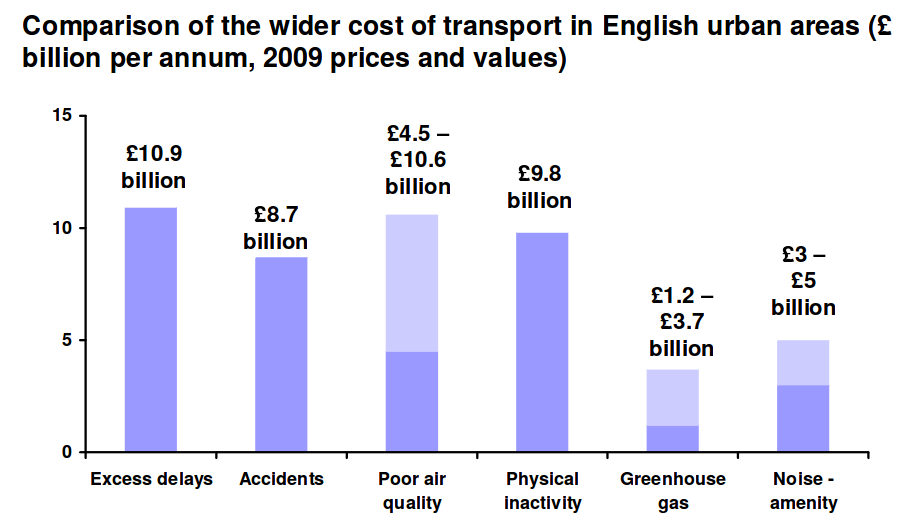 Comparison of the wider cost of transport in English urban areas (£
billion per annum, 2009 prices and values)
15
10
5
0
£10.9
billion
£8.7
billion
£4.5 –
£10.6
billion
£9.8
billion
£1.2 –
£3.7
billion
£3 –
£5
billion
Excess delays
Accidents
Poor air
quality
Physical
inactivity
Greenhouse
gas
Noise -
amenity